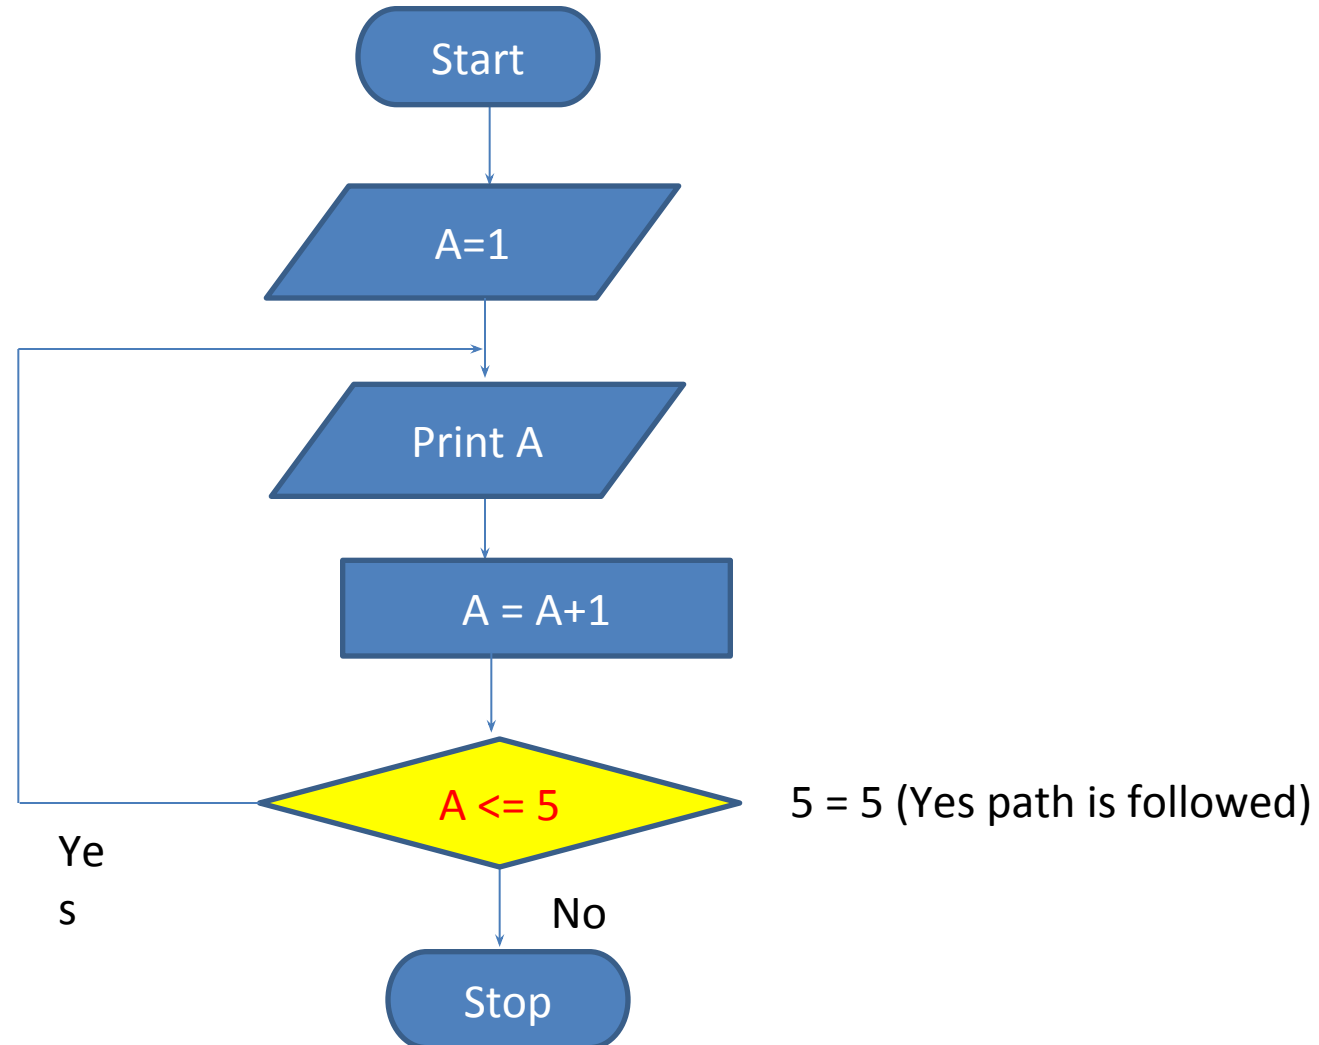 Start
A=1
Print A
A = A+1
A <= 5
5 = 5 (Yes path is followed)
Ye
s
No
Stop